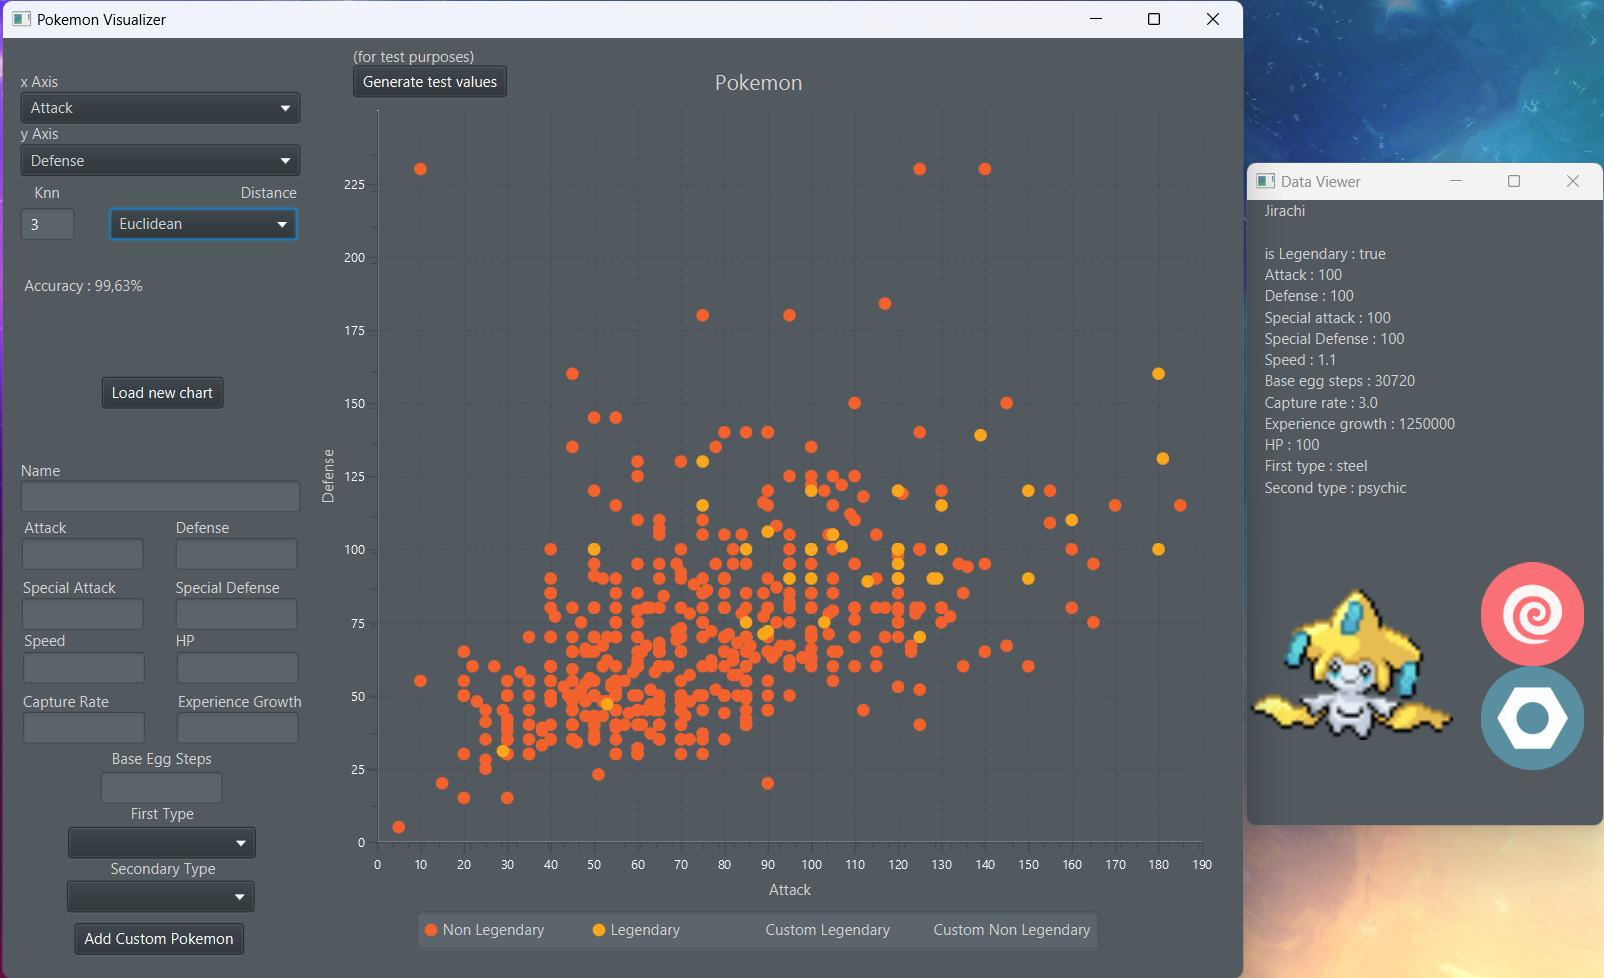 Pokemon Visualizer
x Axis
Attack
y Axis
Defense
Knn Distance
3 Euclidean
Accuracy : 99,63%
Load new chart
Name
Attack Defense
Special Attack Special Defense
Speed HP
Capture Rate Experience Growth
Base Egg Steps
First Type
Secondary Type
Add Custom Pokemon
(for test purposes)
Generate test values
Pokemon
225
200
175
150
125
100
75
50
25
0
Defense
0 10 20 30 40 50 60 70 80 90 100 110 120 130 140 150 160 170 180 190
Attack
Non Legendary Legendary Custom Legendary Custom Non Legendary
Data Viewer
Jirachi
is Legendary : true
Attack : 100
Defense : 100
Special attack : 100
Special Defense : 100
Speed : 1.1
Base egg steps : 30720
Capture rate : 3.0
Experience growth : 1250000
HP : 100
First type : steel
Second type : psychic